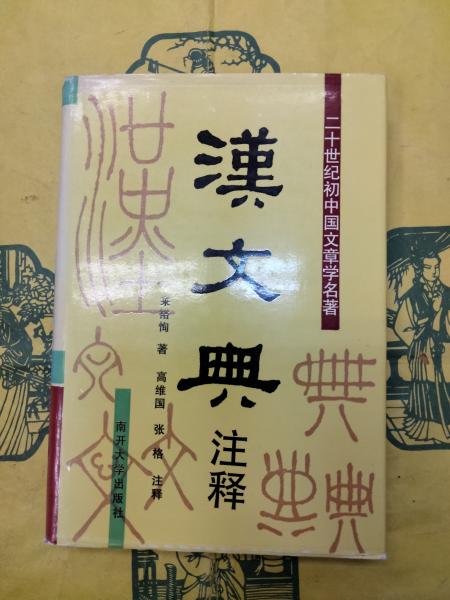 二十世纪初中国文章学名著
漢文典
注释
来裕恂 著
高维国 张格 注释
南开大学出版社